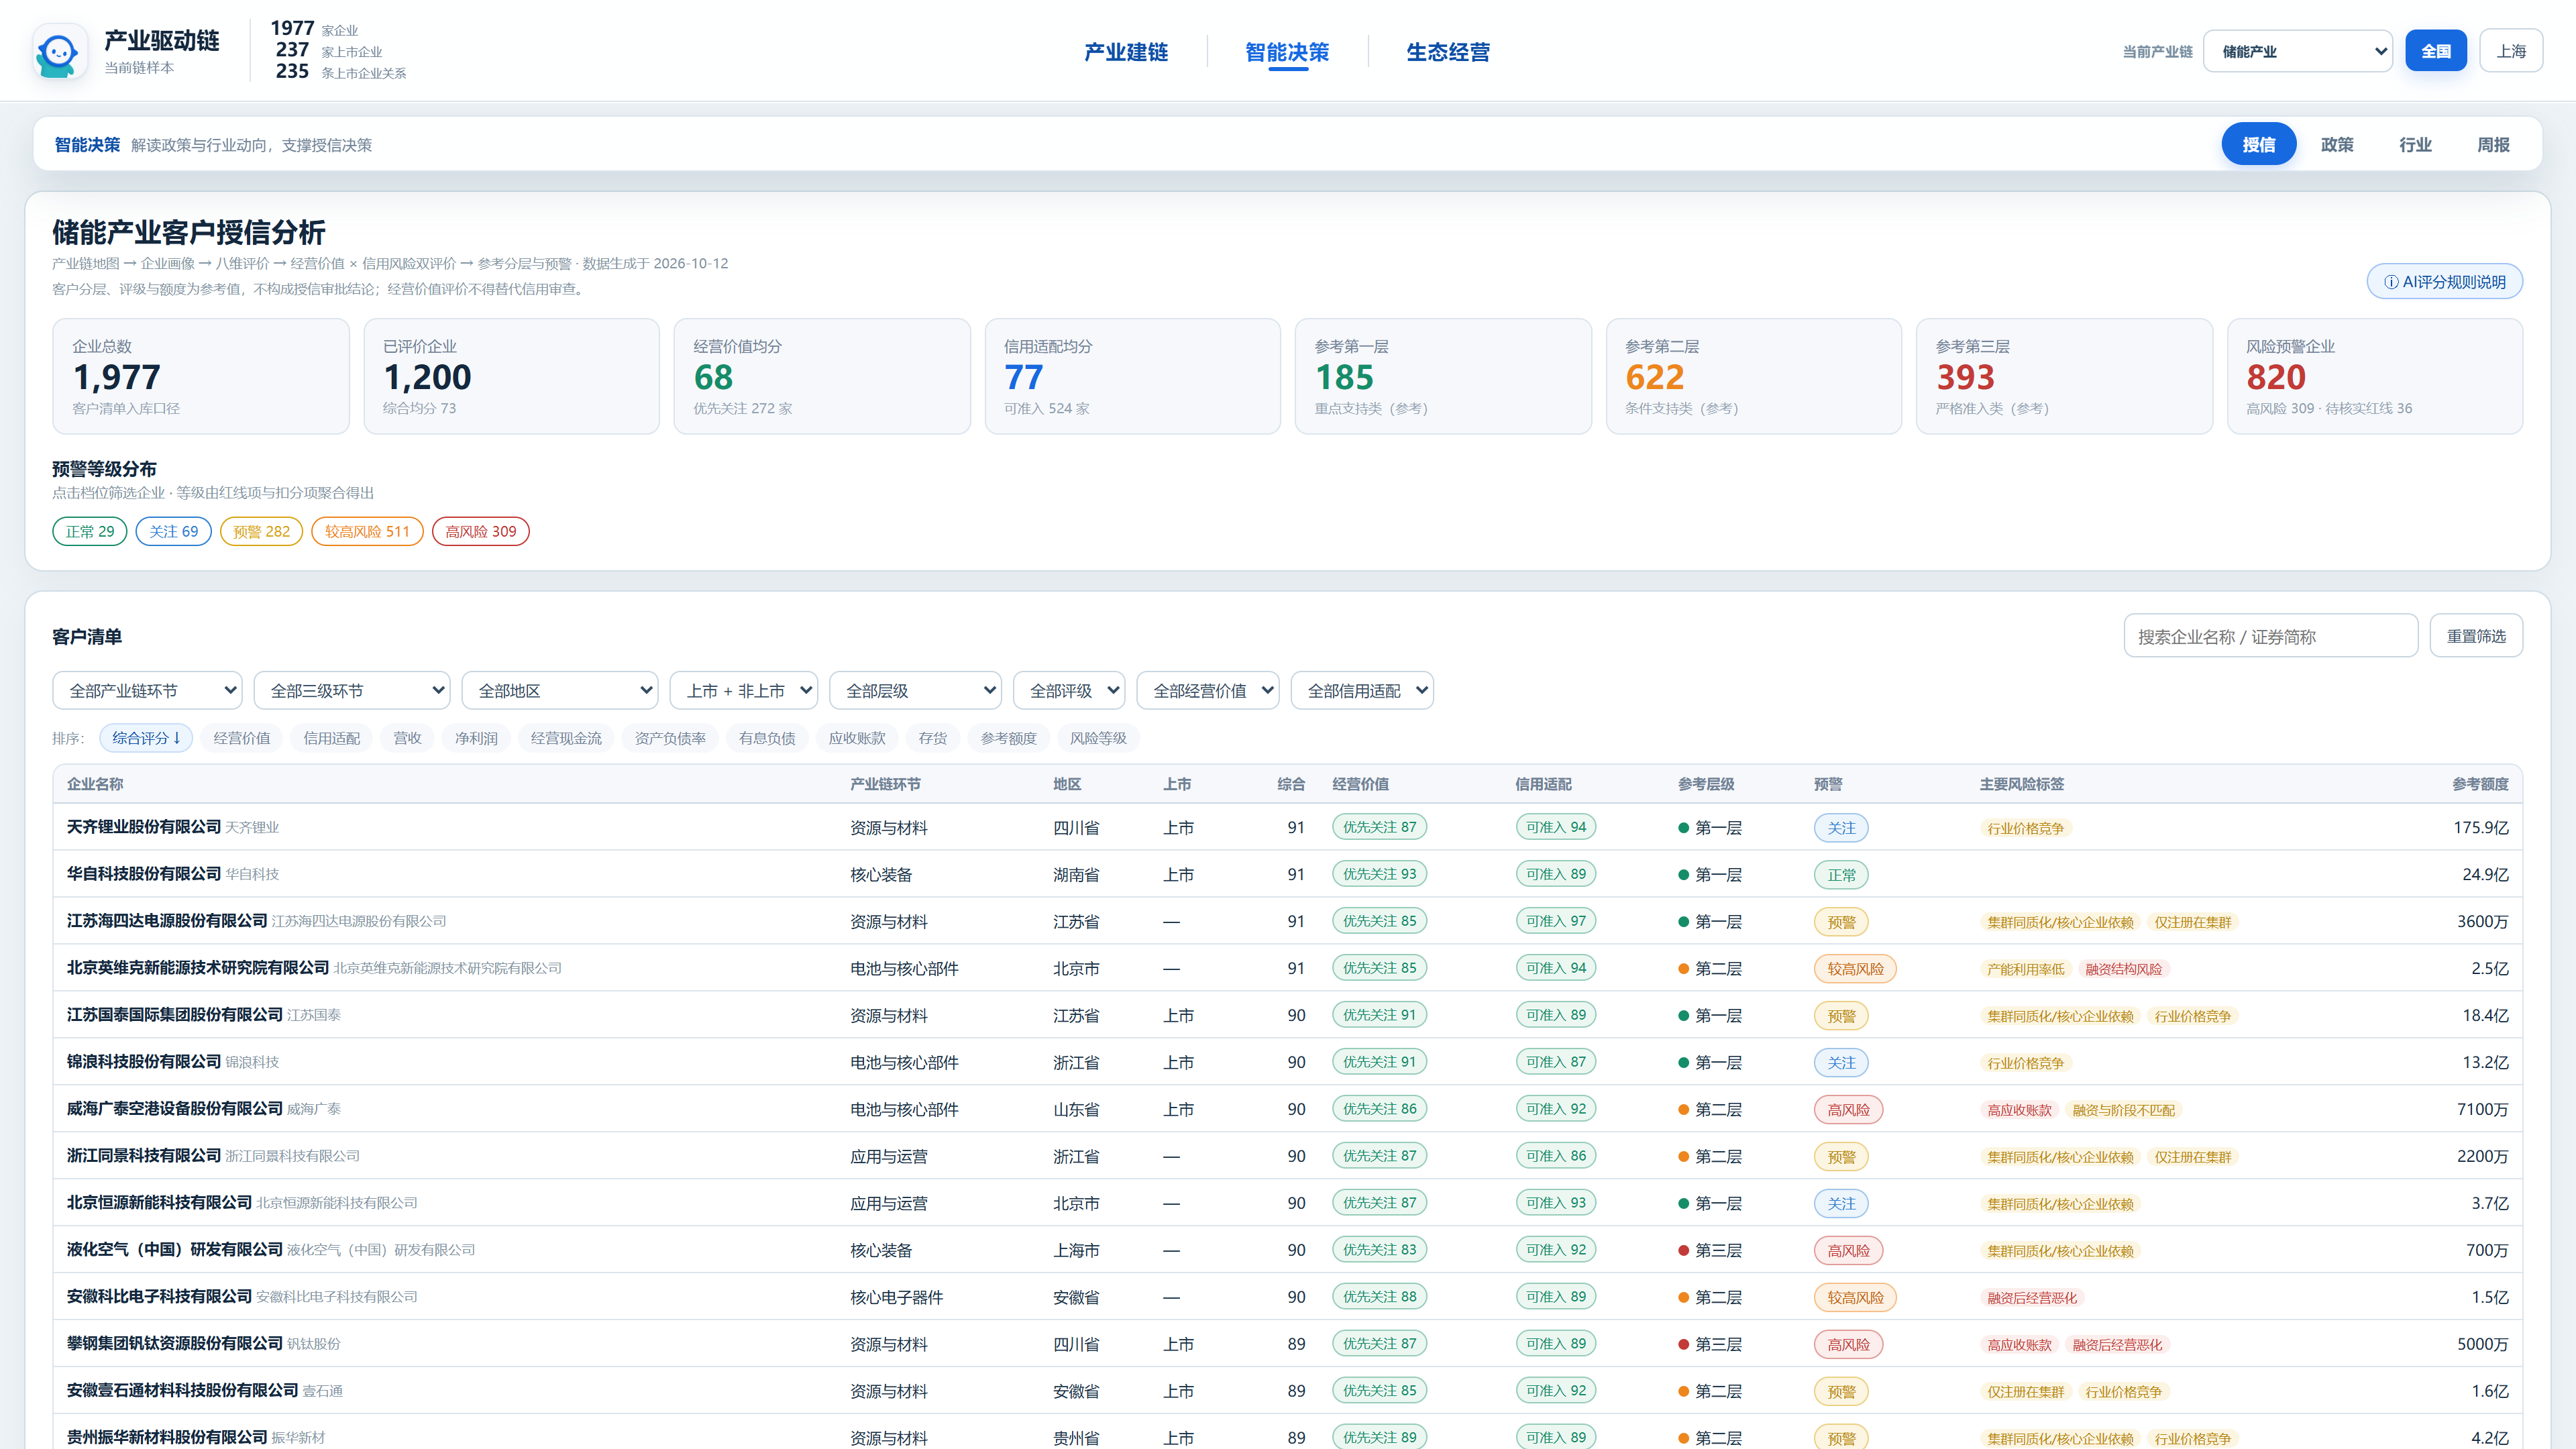 产业驱动链
当前链样本
1977 家企业
237 家上市企业
235 条上市企业关系
产业建链 智能决策 生态经营
当前产业链 储能产业 全国 上海
智能决策 解读政策与行业动向，支撑授信决策
授信 政策 行业 周报
储能产业客户授信分析
产业链地图 → 企业画像 → 八维评价 → 经营价值 × 信用风险双评价 → 参考分层与预警 · 数据生成于 2026-10-12
客户分层、评级与额度为参考值，不构成授信审批结论；经营价值评价不得替代信用审查。
ⓘ AI评分规则说明
企业总数 已评价企业 经营价值均分 信用适配均分 参考第一层 参考第二层 参考第三层 风险预警企业
1,977 1,200 68 77 185 622 393 820
客户清单入库口径 综合均分 73 优先关注 272 家 可准入 524 家 重点支持类（参考） 条件支持类（参考） 严格准入类（参考） 高风险 309 · 待核实红线 36
预警等级分布
点击档位筛选企业 · 等级由红线项与扣分项聚合得出
正常 29 关注 69 预警 282 较高风险 511 高风险 309
客户清单
搜索企业名称 / 证券简称 重置筛选
全部产业链环节 全部三级环节 全部地区 上市 + 非上市 全部层级 全部评级 全部经营价值 全部信用适配
排序： 综合评分↓ 经营价值 信用适配 营收 净利润 经营现金流 资产负债率 有息负债 应收账款 存货 参考额度 风险等级
企业名称 产业链环节 地区 上市 综合 经营价值 信用适配 参考层级 预警 主要风险标签 参考额度
天齐锂业股份有限公司 天齐锂业 资源与材料 四川省 上市 91 优先关注 87 可准入 94 第一层 关注 行业价格竞争 175.9亿
华自科技股份有限公司 华自科技 核心装备 湖南省 上市 91 优先关注 93 可准入 89 第一层 正常 24.9亿
江苏海四达电源股份有限公司 江苏海四达电源股份有限公司 资源与材料 江苏省 — 91 优先关注 85 可准入 97 第一层 预警 集群同质化/核心企业依赖 仅注册在集群 3600万
北京英维克新能源技术研究院有限公司 北京英维克新能源技术研究院有限公司 电池与核心部件 北京市 — 91 优先关注 85 可准入 94 第二层 较高风险 产能利用率低 融资结构风险 2.5亿
江苏国泰国际集团股份有限公司 江苏国泰 资源与材料 江苏省 上市 90 优先关注 91 可准入 89 第一层 预警 集群同质化/核心企业依赖 行业价格竞争 18.4亿
锦浪科技股份有限公司 锦浪科技 电池与核心部件 浙江省 上市 90 优先关注 91 可准入 87 第一层 关注 行业价格竞争 13.2亿
威海广泰空港设备股份有限公司 威海广泰 电池与核心部件 山东省 上市 90 优先关注 86 可准入 92 第二层 高风险 高应收账款 融资与阶段不匹配 7100万
浙江同景科技有限公司 浙江同景科技有限公司 应用与运营 浙江省 — 90 优先关注 87 可准入 86 第二层 预警 集群同质化/核心企业依赖 仅注册在集群 2200万
北京恒源新能科技有限公司 北京恒源新能科技有限公司 应用与运营 北京市 — 90 优先关注 87 可准入 93 第一层 关注 集群同质化/核心企业依赖 3.7亿
液化空气（中国）研发有限公司 液化空气（中国）研发有限公司 核心装备 上海市 — 90 优先关注 83 可准入 92 第三层 高风险 集群同质化/核心企业依赖 700万
安徽科比电子科技有限公司 安徽科比电子科技有限公司 核心电子器件 安徽省 — 90 优先关注 88 可准入 89 第二层 较高风险 融资后经营恶化 1.5亿
攀钢集团钒钛资源股份有限公司 钒钛股份 资源与材料 四川省 上市 89 优先关注 87 可准入 89 第三层 高风险 高应收账款 融资后经营恶化 5000万
安徽壹石通材料科技股份有限公司 壹石通 资源与材料 安徽省 上市 89 优先关注 85 可准入 92 第二层 预警 仅注册在集群 行业价格竞争 1.6亿
贵州振华新材料股份有限公司 振华新材 资源与材料 贵州省 上市 89 优先关注 89 可准入 89 第二层 预警 集群同质化/核心企业依赖 行业价格竞争 4.2亿